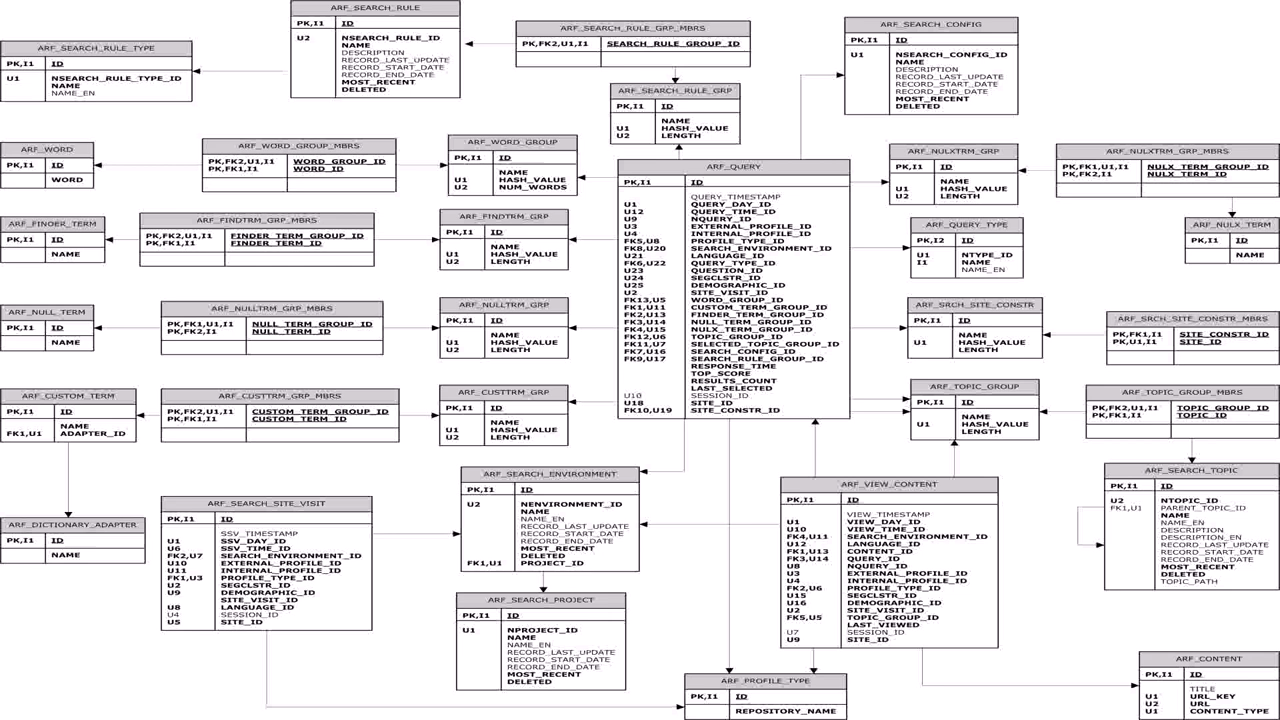 ARF_SEARCH_RULE
PK,I1 ID
U2 NSEARCH_RULE_ID
NAME
DESCRIPTION
RECORD_LAST_UPDATE
RECORD_START_DATE
RECORD_END_DATE
MOST_RECENT
DELETED
ARF_SEARCH_RULE_GRP_MBRS
PK,FK2,U1,I1 SEARCH_RULE_GROUP_ID
ARF_SEARCH_CONFIG
PK,I1 ID
U1 NSEARCH_CONFIG_ID
NAME
DESCRIPTION
RECORD_LAST_UPDATE
RECORD_START_DATE
RECORD_END_DATE
MOST_RECENT
DELETED
ARF_SEARCH_RULE_TYPE
PK,I1 ID
U1 NSEARCH_RULE_TYPE_ID
NAME
NAME_EN
ARF_SEARCH_RULE_GRP
PK,I1 ID
NAME
U1 HASH_VALUE
U2 LENGTH
ARF_WORD
PK,I1 ID
WORD
ARF_WORD_GROUP_MBRS
PK,FK2,U1,I1 WORD_GROUP_ID
PK,FK1,I1 WORD_ID
ARF_WORD_GROUP
PK,I1 ID
NAME
U1 HASH_VALUE
U2 NUM_WORDS
ARF_QUERY
PK,I1 ID
QUERY_TIMESTAMP
U1 QUERY_DAY_ID
U12 QUERY_TIME_ID
U9 NQUERY_ID
U3 EXTERNAL_PROFILE_ID
U4 INTERNAL_PROFILE_ID
FK5,U8 PROFILE_TYPE_ID
FK8,U20 SEARCH_ENVIRONMENT_ID
U21 LANGUAGE_ID
FK6,U22 QUERY_TYPE_ID
U23 QUESTION_ID
U24 SEGCLSTR_ID
U25 DEMOGRAPHIC_ID
U2 SITE_VISIT_ID
FK13,U5 WORD_GROUP_ID
FK1,U11 CUSTOM_TERM_GROUP_ID
FK2,U13 FINDER_TERM_GROUP_ID
FK3,U14 NULL_TERM_GROUP_ID
FK4,U15 NULX_TERM_GROUP_ID
FK12,U6 TOPIC_GROUP_ID
FK11,U7 SELECTED_TOPIC_GROUP_ID
FK7,U16 SEARCH_CONFIG_ID
FK9,U17 SEARCH_RULE_GROUP_ID
RESPONSE_TIME
TOP_SCORE
RESULTS_COUNT
LAST_SELECTED
U10 SESSION_ID
U18 SITE_ID
FK10,U19 SITE_CONSTR_ID
ARF_NULXTRM_GRP
PK,I1 ID
NAME
U1 HASH_VALUE
U2 LENGTH
ARF_NULXTRM_GRP_MBRS
PK,FK1,U1,I1 NULX_TERM_GROUP_ID
PK,FK2,I1 NULX_TERM_ID
ARF_FINDER_TERM
PK,I1 ID
NAME
ARF_FINDTRM_GRP_MBRS
PK,FK2,U1,I1 FINDER_TERM_GROUP_ID
PK,FK1,I1 FINDER_TERM_ID
ARF_FINDTRM_GRP
PK,I1 ID
NAME
U1 HASH_VALUE
U2 LENGTH
ARF_QUERY_TYPE
PK,I2 ID
U1 NTYPE_ID
I1 NAME
NAME_EN
ARF_NULX_TERM
PK,I1 ID
NAME
ARF_NULL_TERM
PK,I1 ID
NAME
ARF_NULLTRM_GRP_MBRS
PK,FK1,U1,I1 NULL_TERM_GROUP_ID
PK,FK2,I1 NULL_TERM_ID
ARF_NULLTRM_GRP
PK,I1 ID
NAME
U1 HASH_VALUE
U2 LENGTH
ARF_SRCH_SITE_CONSTR
PK,I1 ID
NAME
U1 HASH_VALUE
LENGTH
ARF_SRCH_SITE_CONSTR_MBRS
PK,FK1,I1 SITE_CONSTR_ID
PK,U1,I1 SITE_ID
ARF_CUSTOM_TERM
PK,I1 ID
NAME
FK1,U1 ADAPTER_ID
ARF_CUSTTRM_GRP_MBRS
PK,FK2,U1,I1 CUSTOM_TERM_GROUP_ID
PK,FK1,I1 CUSTOM_TERM_ID
ARF_CUSTTRM_GRP
PK,I1 ID
NAME
U1 HASH_VALUE
U2 LENGTH
ARF_TOPIC_GROUP
PK,I1 ID
NAME
U1 HASH_VALUE
LENGTH
ARF_TOPIC_GROUP_MBRS
PK,FK2,U1,I1 TOPIC_GROUP_ID
PK,FK1,I1 TOPIC_ID
ARF_DICTIONARY_ADAPTER
PK,I1 ID
NAME
ARF_SEARCH_SITE_VISIT
PK,I1 ID
SSV_TIMESTAMP
U1 SSV_DAY_ID
U6 SSV_TIME_ID
FK2,U7 SEARCH_ENVIRONMENT_ID
U10 EXTERNAL_PROFILE_ID
U11 INTERNAL_PROFILE_ID
FK1,U3 PROFILE_TYPE_ID
U2 SEGCLSTR_ID
U9 DEMOGRAPHIC_ID
SITE_VISIT_ID
U8 LANGUAGE_ID
U4 SESSION_ID
U5 SITE_ID
ARF_SEARCH_ENVIRONMENT
PK,I1 ID
U2 NENVIRONMENT_ID
NAME
NAME_EN
RECORD_LAST_UPDATE
RECORD_START_DATE
RECORD_END_DATE
MOST_RECENT
DELETED
FK1,U1 PROJECT_ID
ARF_SEARCH_PROJECT
PK,I1 ID
U1 NPROJECT_ID
NAME
NAME_EN
RECORD_LAST_UPDATE
RECORD_START_DATE
RECORD_END_DATE
MOST_RECENT
DELETED
ARF_VIEW_CONTENT
PK,I1 ID
VIEW_TIMESTAMP
U1 VIEW_DAY_ID
U10 VIEW_TIME_ID
FK4,U11 SEARCH_ENVIRONMENT_ID
U12 LANGUAGE_ID
FK1,U13 CONTENT_ID
FK3,U14 QUERY_ID
U8 NQUERY_ID
U3 EXTERNAL_PROFILE_ID
U4 INTERNAL_PROFILE_ID
FK2,U6 PROFILE_TYPE_ID
U15 SEGCLSTR_ID
U16 DEMOGRAPHIC_ID
U2 SITE_VISIT_ID
FK5,U5 TOPIC_GROUP_ID
LAST_VIEWED
U7 SESSION_ID
U9 SITE_ID
ARF_SEARCH_TOPIC
PK,I1 ID
U2 NTOPIC_ID
FK1,U1 PARENT_TOPIC_ID
NAME
NAME_EN
DESCRIPTION
DESCRIPTION_EN
RECORD_LAST_UPDATE
RECORD_START_DATE
RECORD_END_DATE
MOST_RECENT
DELETED
TOPIC_PATH
ARF_PROFILE_TYPE
PK,I1 ID
REPOSITORY_NAME
ARF_CONTENT
PK,I1 ID
TITLE
U1 URL_KEY
U2 URL
U1 CONTENT_TYPE